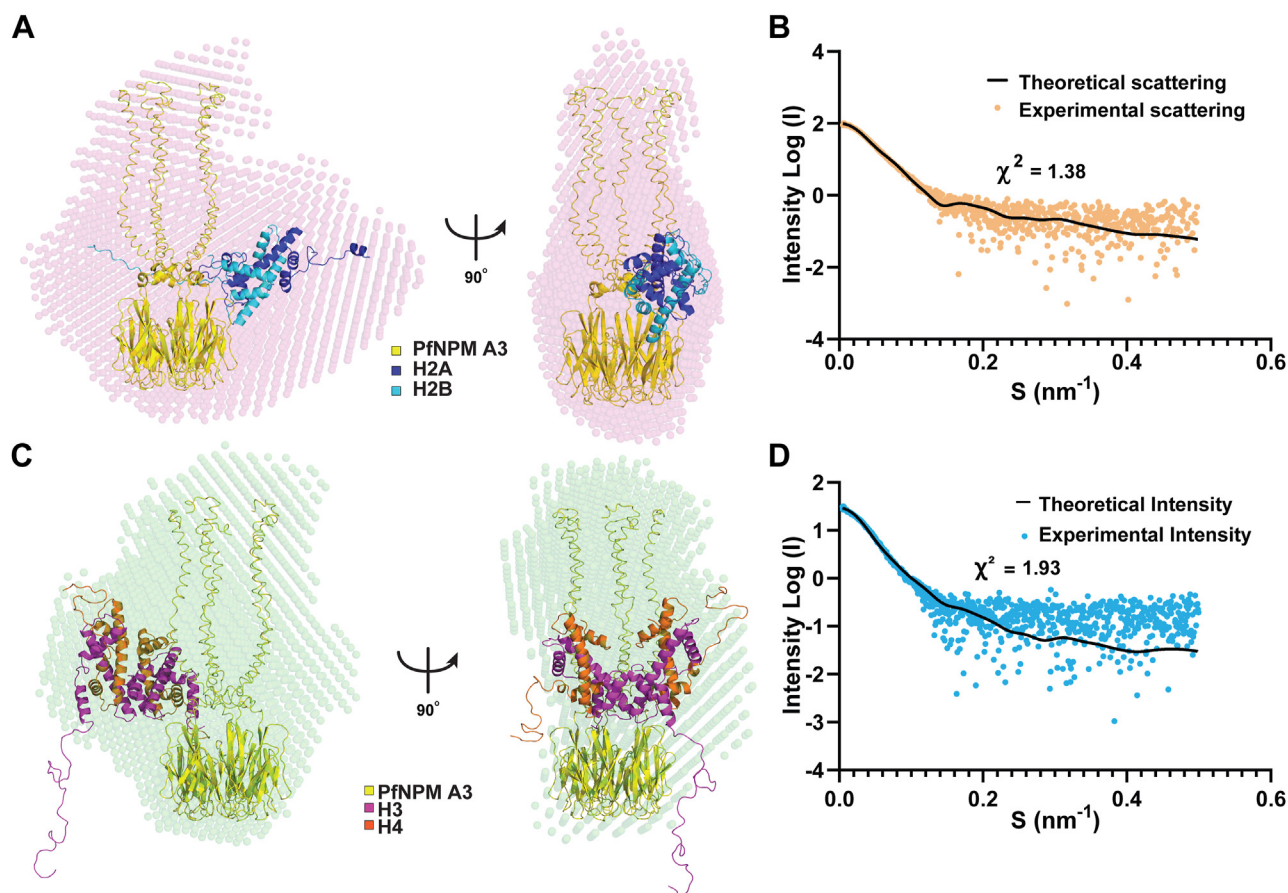 A
90°
PfNPM A3
H2A
H2B
B
Intensity Log (I)
4
2
0
-2
-4
0.0
0.2
0.4
0.6
S (nm⁻¹)
Theoretical scattering
Experimental scattering
χ² = 1.38
C
90°
PfNPM A3
H3
H4
D
Intensity Log (I)
2
1
0
-1
-2
-3
-4
0.0
0.2
0.4
0.6
S (nm⁻¹)
Theoretical Intensity
Experimental Intensity
χ² = 1.93